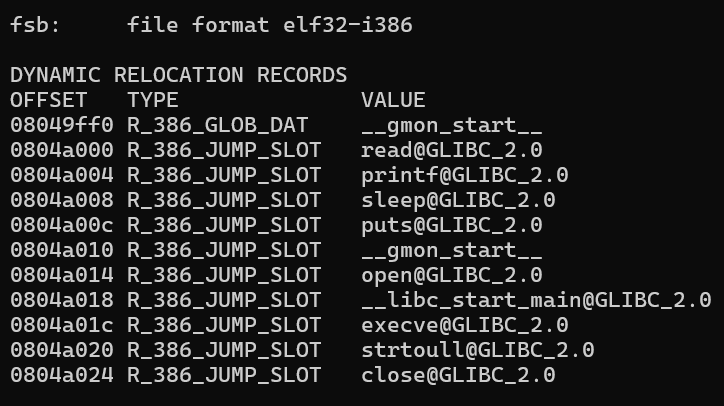 fsb:     file format elf32-i386

DYNAMIC RELOCATION RECORDS
OFFSET   TYPE              VALUE
08049ff0 R_386_GLOB_DAT    __gmon_start__
0804a000 R_386_JUMP_SLOT   read@GLIBC_2.0
0804a004 R_386_JUMP_SLOT   printf@GLIBC_2.0
0804a008 R_386_JUMP_SLOT   sleep@GLIBC_2.0
0804a00c R_386_JUMP_SLOT   puts@GLIBC_2.0
0804a010 R_386_JUMP_SLOT   __gmon_start__
0804a014 R_386_JUMP_SLOT   open@GLIBC_2.0
0804a018 R_386_JUMP_SLOT   __libc_start_main@GLIBC_2.0
0804a01c R_386_JUMP_SLOT   execve@GLIBC_2.0
0804a020 R_386_JUMP_SLOT   strtoull@GLIBC_2.0
0804a024 R_386_JUMP_SLOT   close@GLIBC_2.0